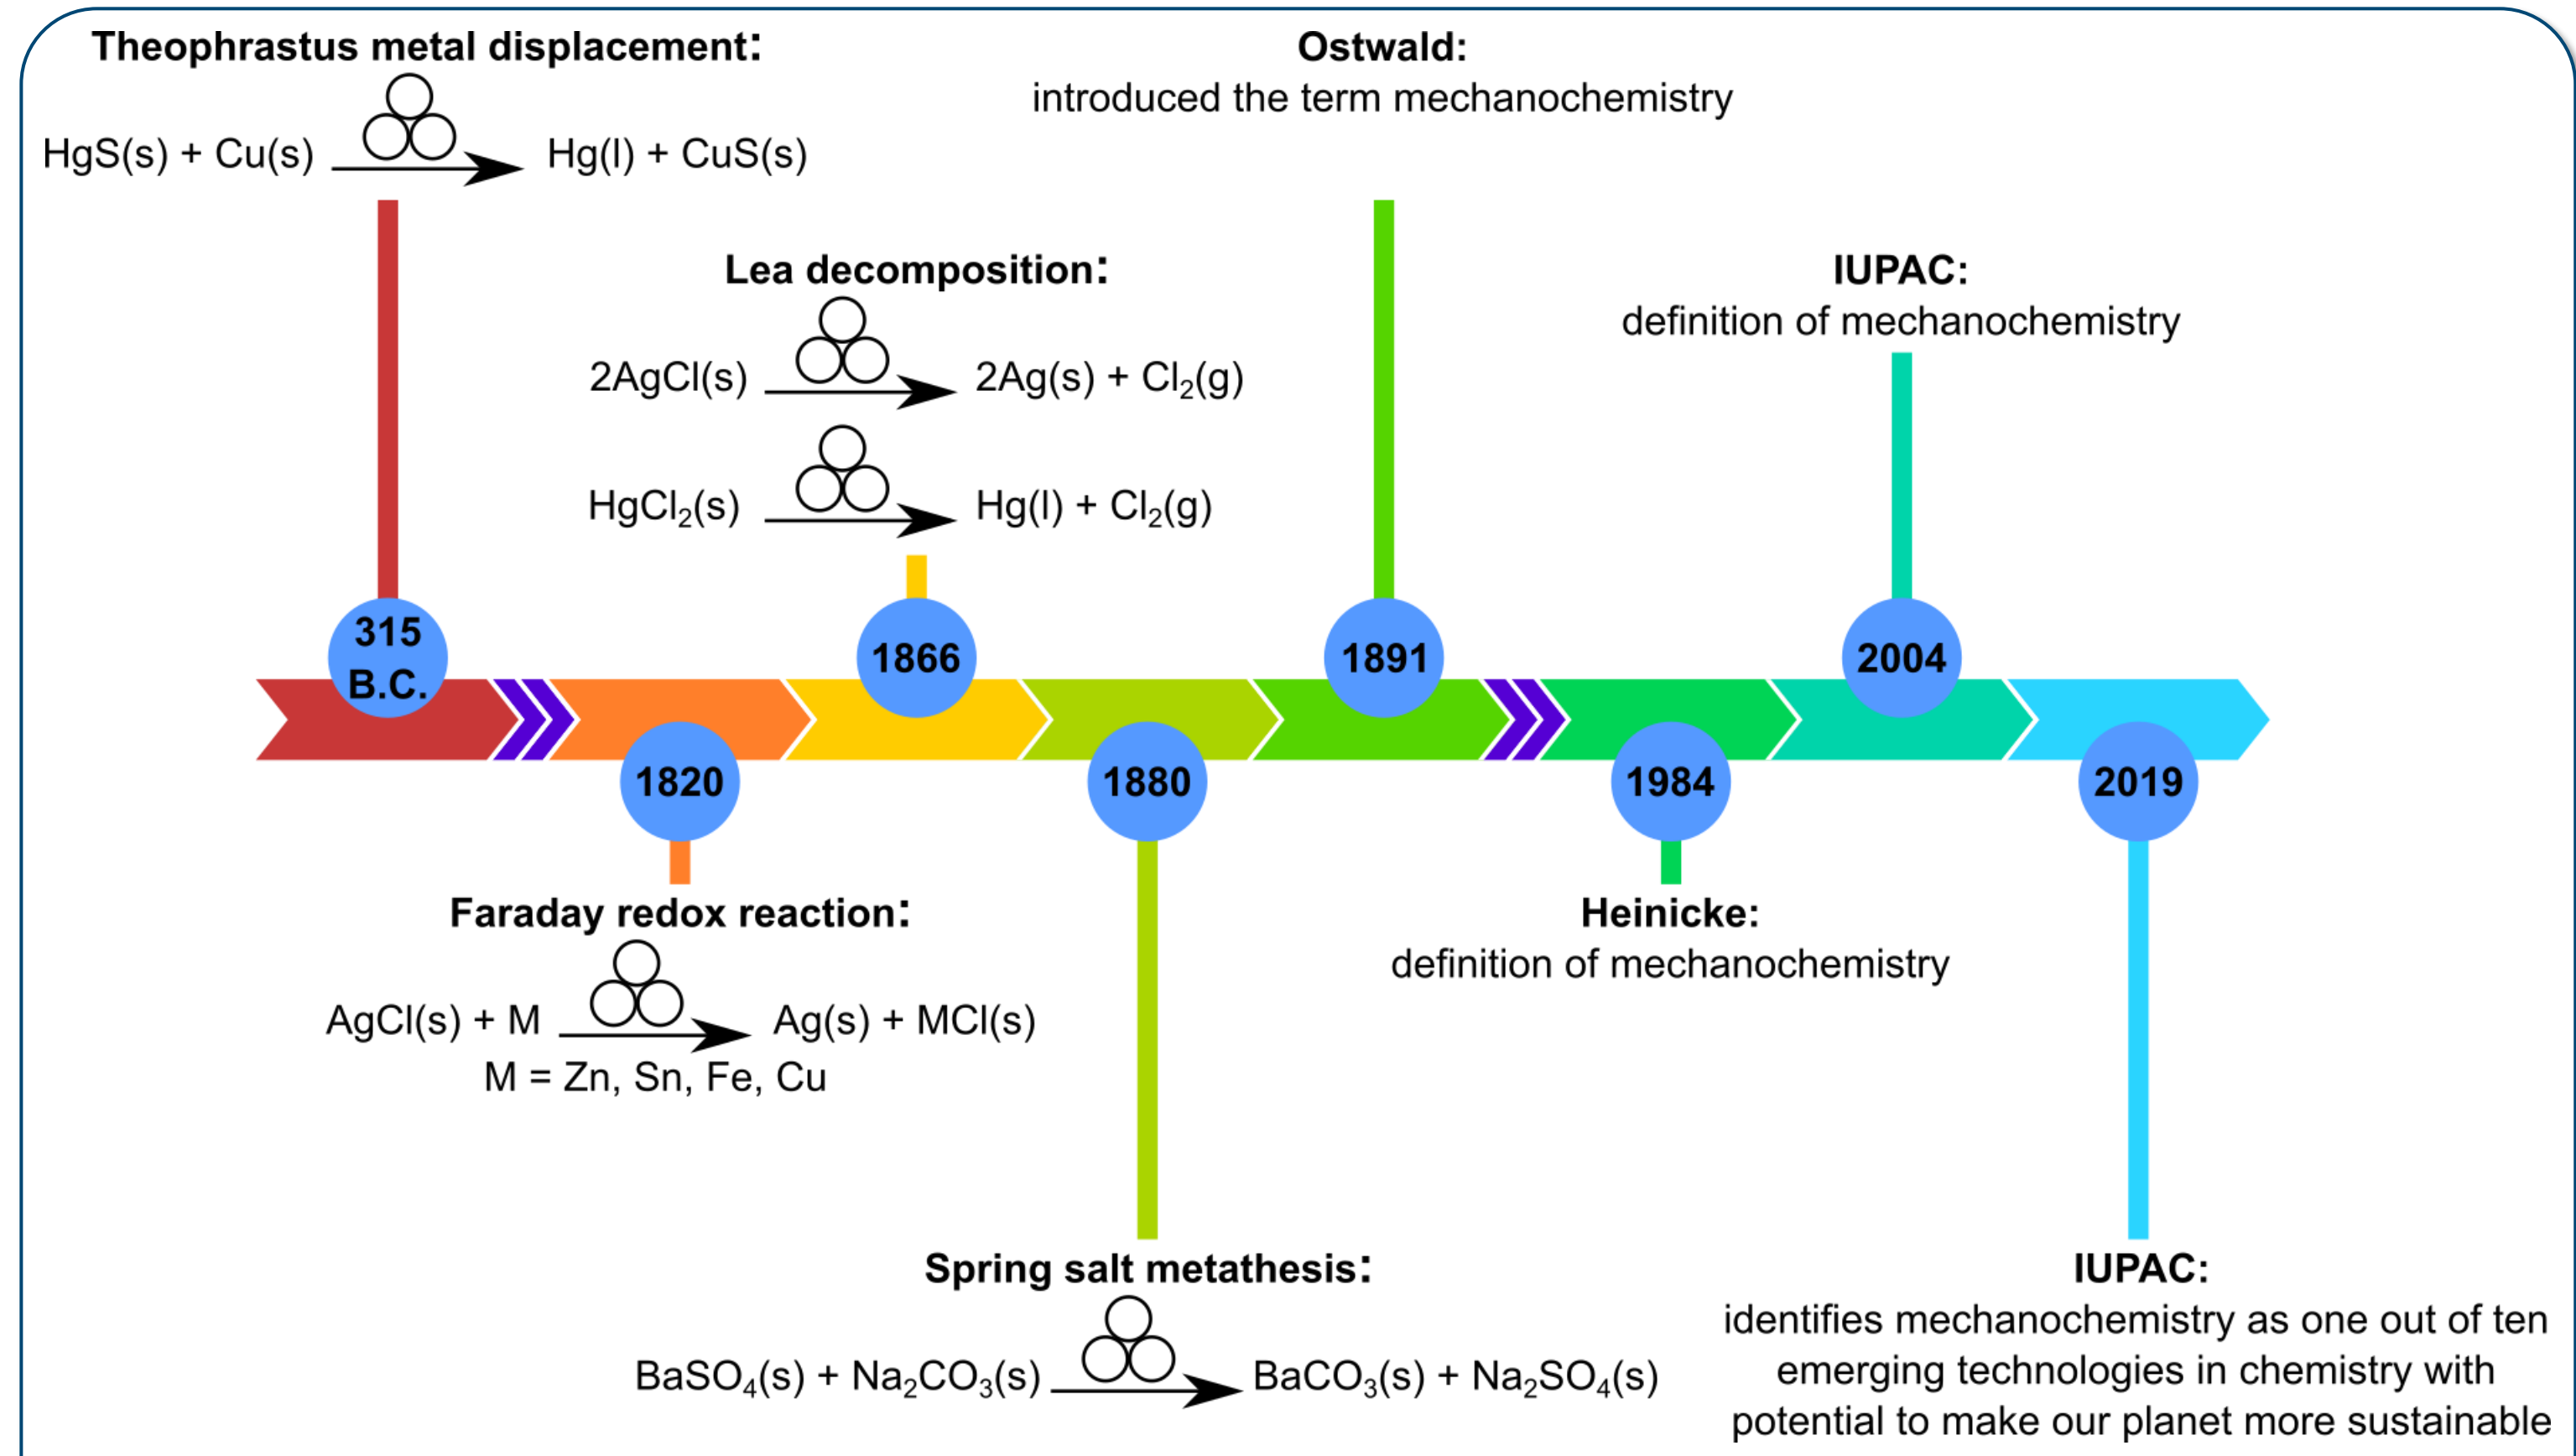 Theophrastus metal displacement:
HgS(s) + Cu(s) Hg(l) + CuS(s)
Ostwald:
introduced the term mechanochemistry
Lea decomposition:
2AgCl(s) 2Ag(s) + Cl₂(g)
HgCl₂(s) Hg(l) + Cl₂(g)
IUPAC:
definition of mechanochemistry
315
B.C.
1866
1891
2004
1820
1880
1984
2019
Faraday redox reaction:
AgCl(s) + M Ag(s) + MCl(s)
M = Zn, Sn, Fe, Cu
Heinicke:
definition of mechanochemistry
Spring salt metathesis:
BaSO₄(s) + Na₂CO₃(s) BaCO₃(s) + Na₂SO₄(s)
IUPAC:
identifies mechanochemistry as one out of ten
emerging technologies in chemistry with
potential to make our planet more sustainable